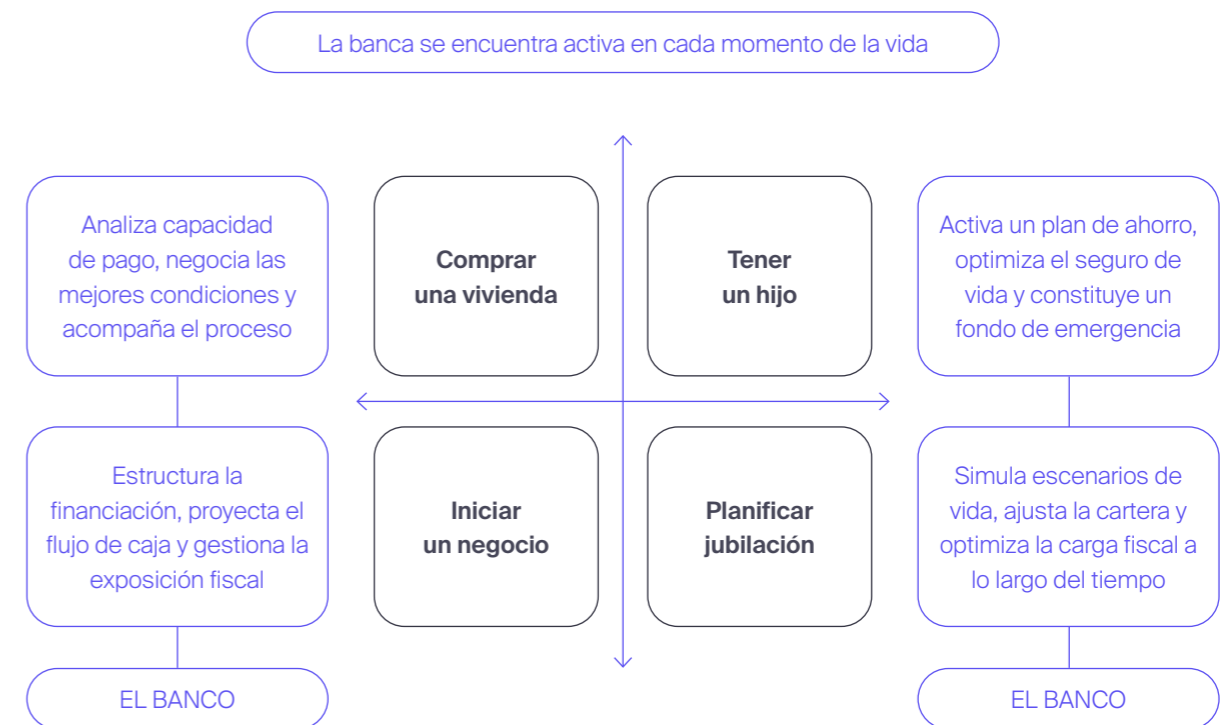 La banca se encuentra activa en cada momento de la vida
Analiza capacidad
de pago, negocia las
mejores condiciones y
acompaña el proceso
Comprar
una vivienda
Tener
un hijo
Activa un plan de ahorro,
optimiza el seguro de
vida y constituye un
fondo de emergencia
Estructura la
financiación, proyecta el
flujo de caja y gestiona la
exposición fiscal
Iniciar
un negocio
Planificar
jubilación
Simula escenarios de
vida, ajusta la cartera y
optimiza la carga fiscal a
lo largo del tiempo
EL BANCO
EL BANCO